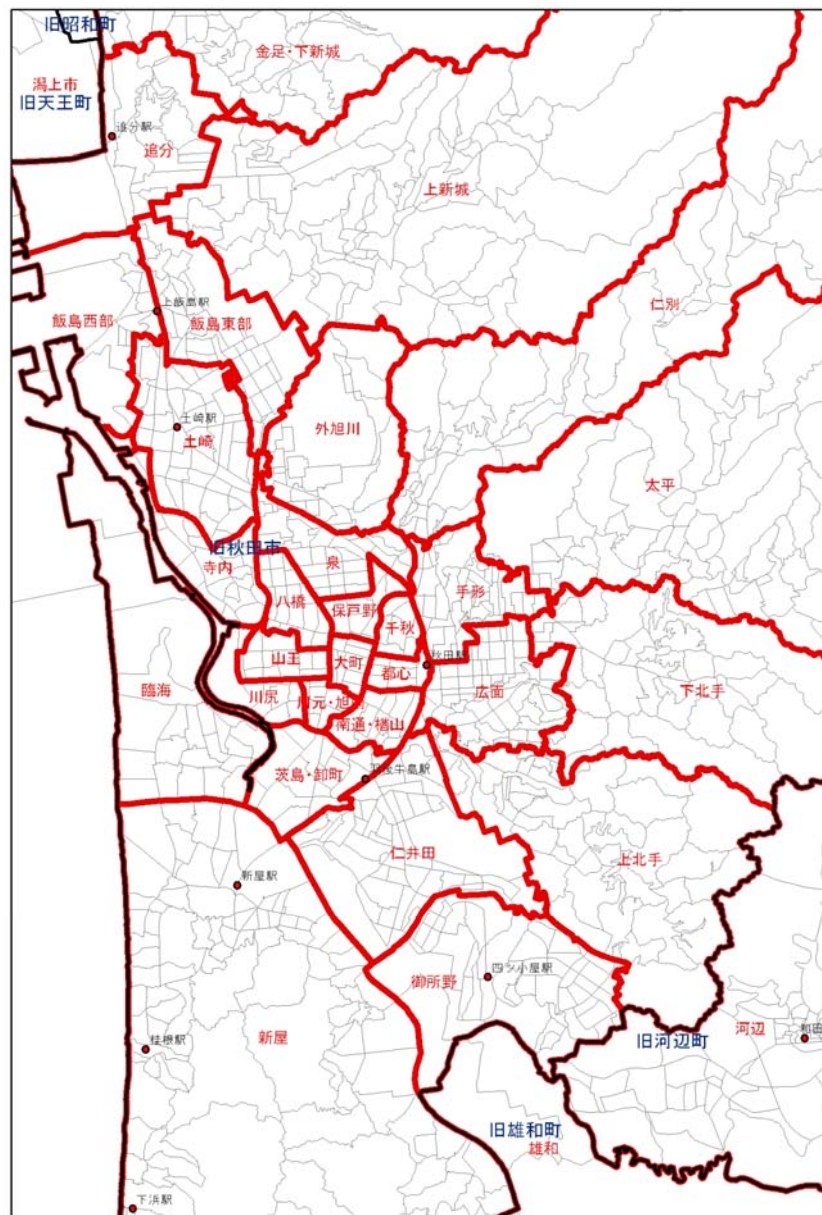 旧昭和町
金足・下新城
潟上市
旧天王町
追分駅
追分
上新城
仁別
上飯島駅
飯島西部
飯島東部
土崎駅
土崎
外旭川
太平
旧秋田市
寺内
泉
八橋
保戸野
手形
千秋
山王
大町
秋田駅
都心
広面
下北手
臨海
川尻
南通・楢山
茨島・卸町
羽後牛島駅
仁井田
上北手
新屋駅
御所野
四ツ小屋駅
新屋
桂根駅
旧河辺町
河辺
和田
旧雄和町
雄和
下浜駅